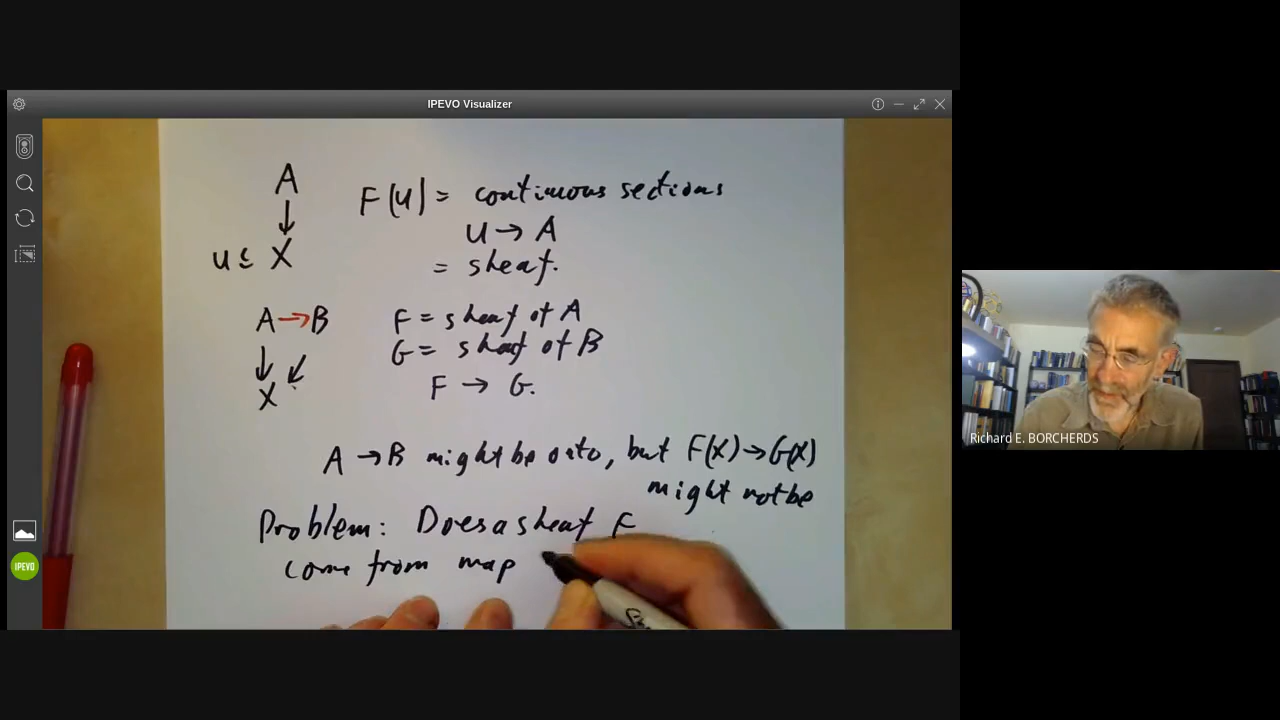 IPEVO Visualizer
A
F(U) = continuous sections
U → A
U ⊆ X
= sheaf.
A → B
F = sheaf of A
G = sheaf of B
X
F → G.
A → B might be onto, but F(X) → G(X)
might not be
Problem: Does a sheaf F
come from map
IPEVO
Richard E. BORCHERDS